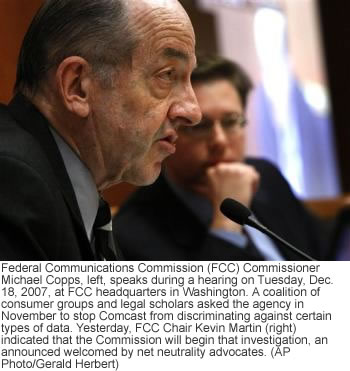 Federal Communications Commission (FCC) Commissioner
Michael Copps, left, speaks during a hearing on Tuesday, Dec.
18, 2007, at FCC headquarters in Washington. A coalition of
consumer groups and legal scholars asked the agency in
November to stop Comcast from discriminating against certain
types of data. Yesterday, FCC Chair Kevin Martin (right)
indicated that the Commission will begin that investigation, an
announced welcomed by net neutrality advocates. (AP
Photo/Gerald Herbert)